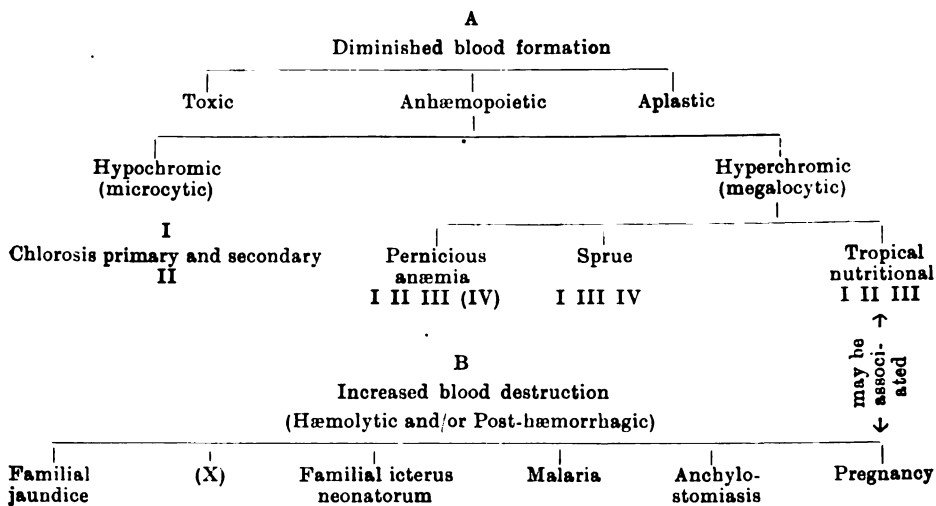 A
Diminished blood formation
Toxic Anhæmopoietic Aplastic
Hypochromic
(microcytic)
Hyperchromic
(megalocytic)
I
Chlorosis primary and secondary
II
Pernicious
anæmia
I II III (IV)
Sprue
I III IV
Tropical
nutritional
I II III
may be
associ-
ated
B
Increased blood destruction
(Hæmolytic and/or Post-hæmorrhagic)
Familial
jaundice
(X)
Familial icterus
neonatorum
Malaria
Anchylo-
stomiasis
Pregnancy